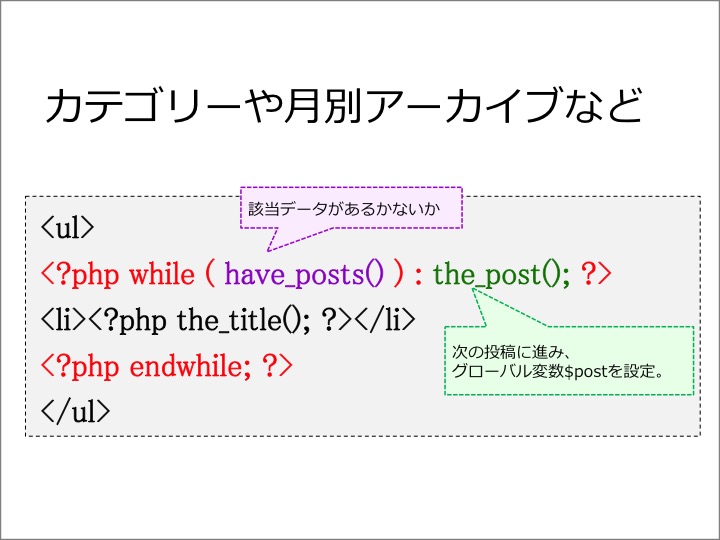 カテゴリーや月別アーカイブなど
該当データがあるかないか
<ul>
<?php while ( have_posts() ) : the_post(); ?>
<li><?php the_title(); ?></li>
次の投稿に進み、
グローバル変数$postを設定。
<?php endwhile; ?>
</ul>